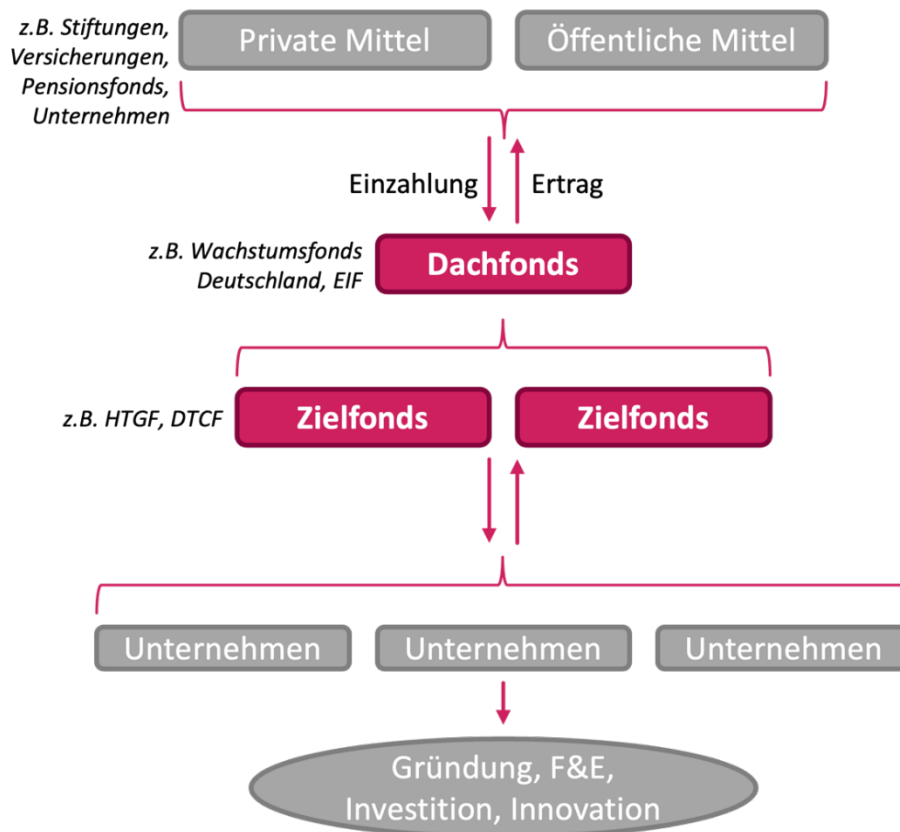 z.B. Stiftungen,
Versicherungen,
Pensionsfonds,
Unternehmen
Private Mittel
Öffentliche Mittel
Einzahlung
Ertrag
z.B. Wachstumsfonds
Deutschland, EIF
Dachfonds
z.B. HTGF, DTCF
Zielfonds
Zielfonds
Unternehmen
Unternehmen
Unternehmen
Gründung, F&E,
Investition, Innovation